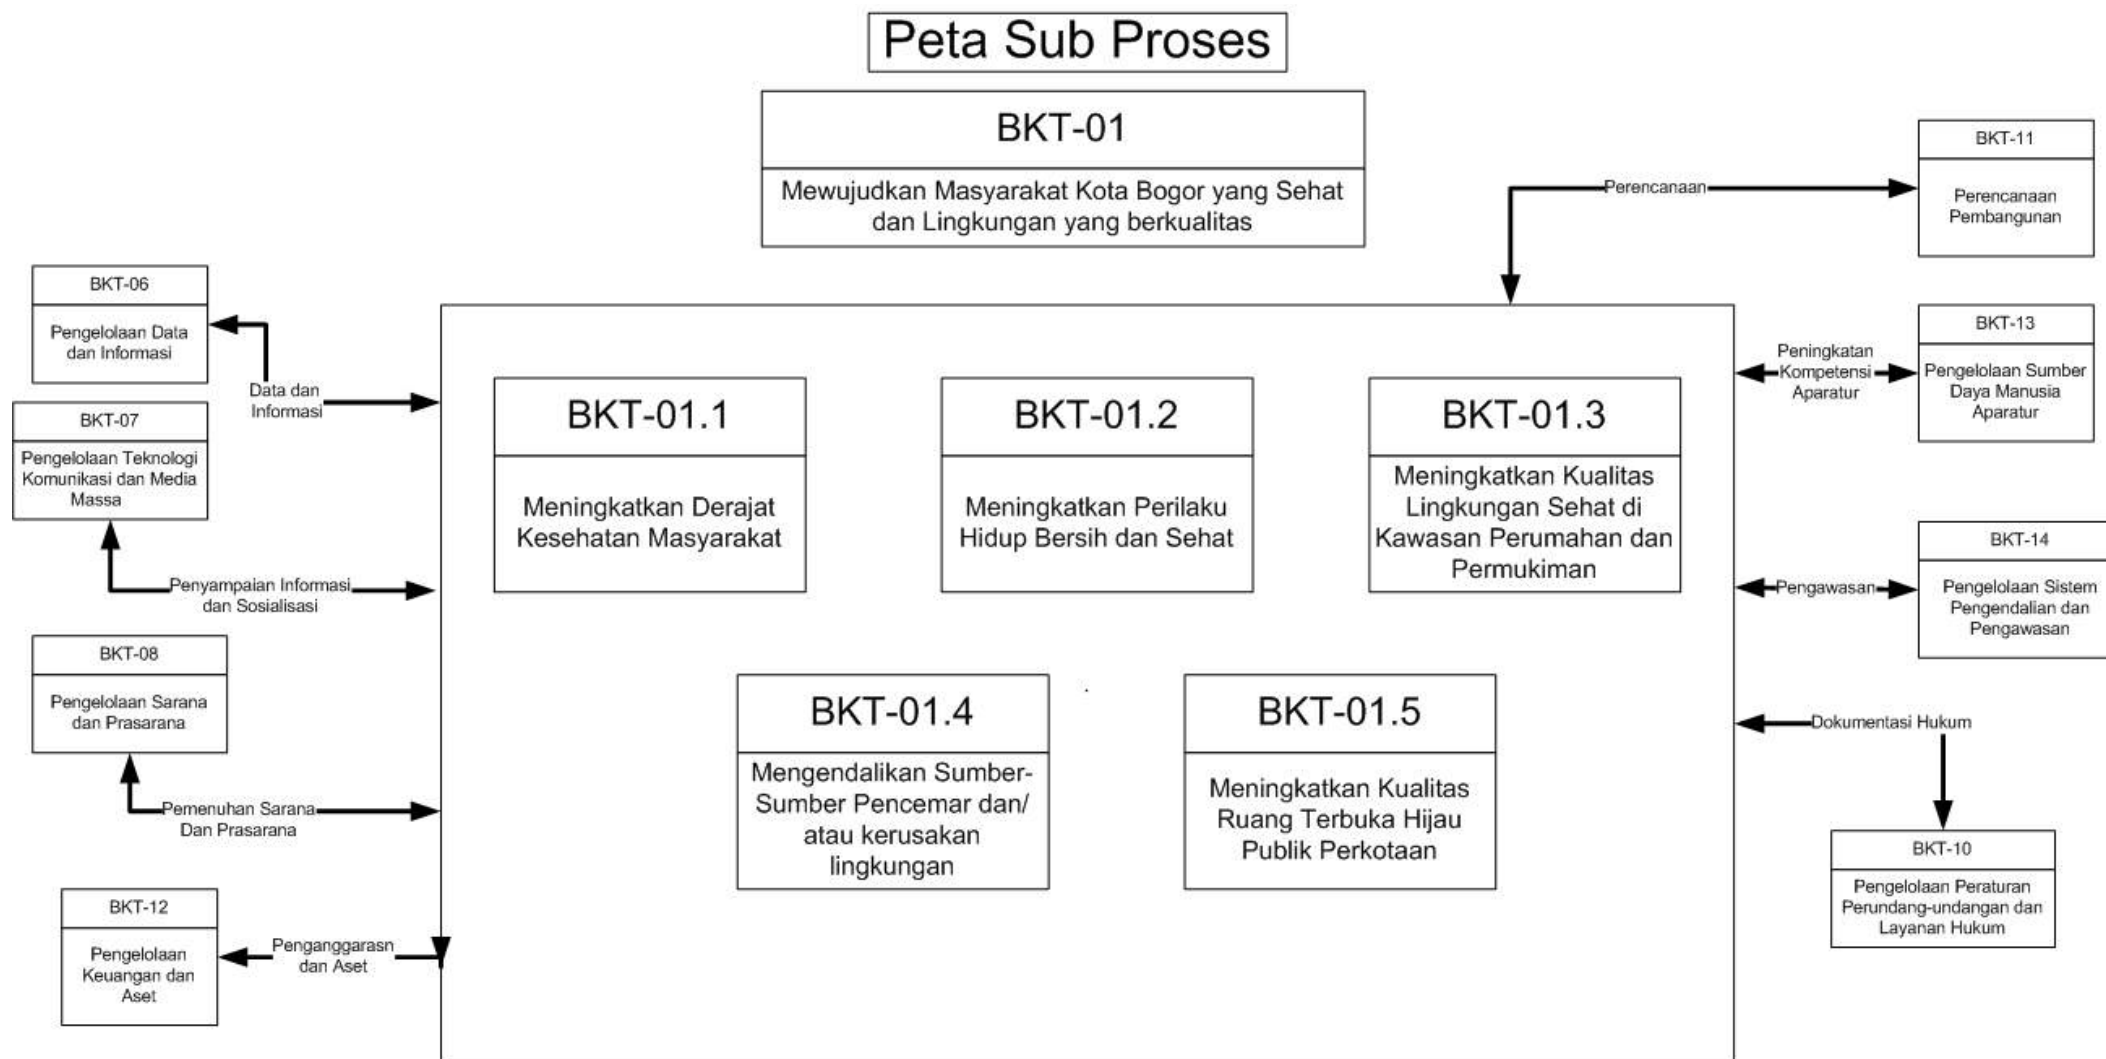 Peta Sub Proses
BKT-01
Mewujudkan Masyarakat Kota Bogor yang Sehat
dan Lingkungan yang berkualitas
BKT-11
Perencanaan
Pembangunan
Perencanaan
BKT-06
Pengelolaan Data
dan Informasi
Data dan
Informasi
BKT-07
Pengelolaan Teknologi
Komunikasi dan Media
Massa
Penyampaian Informasi
dan Sosialisasi
BKT-08
Pengelolaan Sarana
dan Prasarana
Pemenuhan Sarana
Dan Prasarana
BKT-12
Pengelolaan
Keuangan dan
Aset
Penganggarasn
dan Aset
BKT-01.1
Meningkatkan Derajat
Kesehatan Masyarakat
BKT-01.2
Meningkatkan Perilaku
Hidup Bersih dan Sehat
BKT-01.3
Meningkatkan Kualitas
Lingkungan Sehat di
Kawasan Perumahan dan
Permukiman
BKT-01.4
Mengendalikan Sumber-
Sumber Pencemar dan/
atau kerusakan
lingkungan
BKT-01.5
Meningkatkan Kualitas
Ruang Terbuka Hijau
Publik Perkotaan
Peningkatan
Kompetensi
Aparatur
BKT-13
Pengelolaan Sumber
Daya Manusia
Aparatur
Pengawasan
BKT-14
Pengelolaan Sistem
Pengendalian dan
Pengawasan
Dokumentasi Hukum
BKT-10
Pengelolaan Peraturan
Perundang-undangan dan
Layanan Hukum